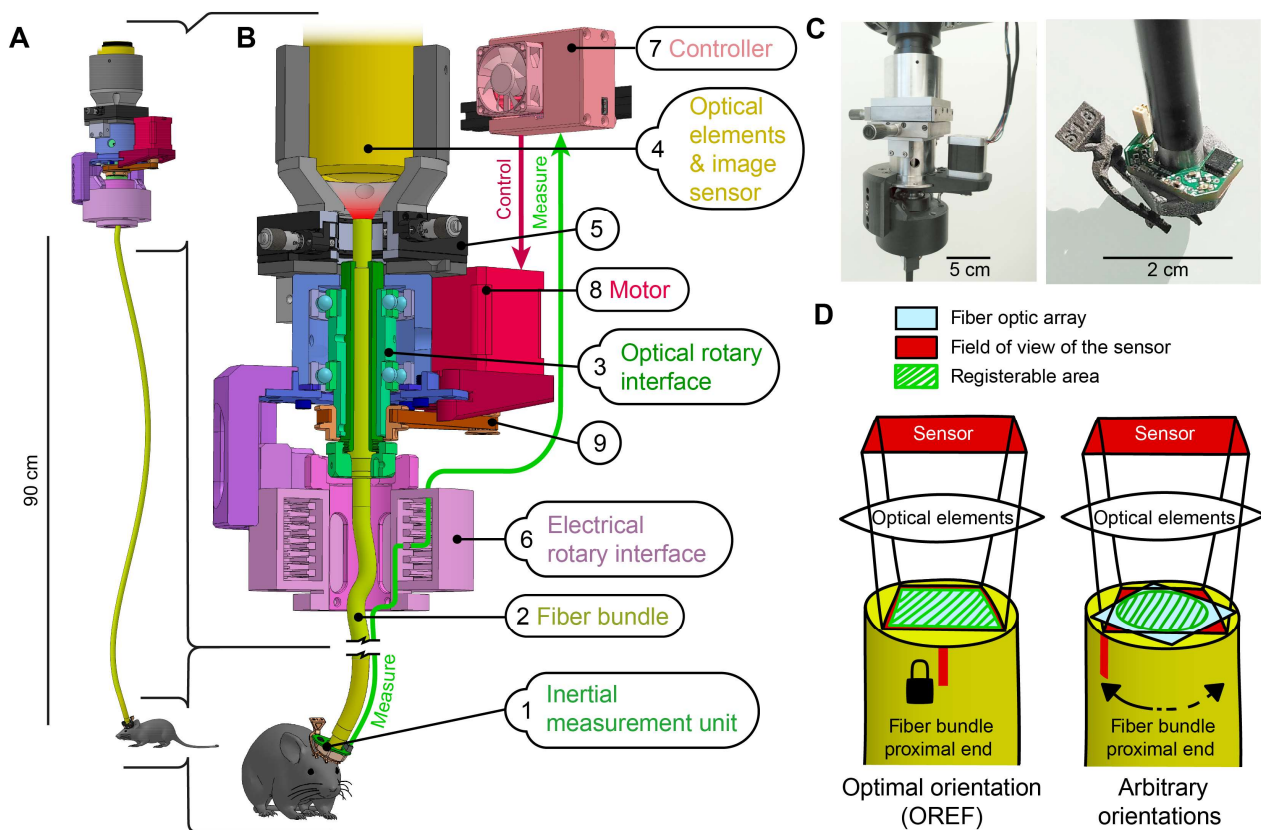 A
B
C
D
90 cm
7 Controller
4
Optical
elements
& image
sensor
Control
Measure
5
8 Motor
3
Optical rotary
interface
9
6
Electrical
rotary interface
2 Fiber bundle
Measure
1
Inertial
measurement unit
5 cm
2 cm
Fiber optic array
Field of view of the sensor
Registerable area
Sensor
Optical elements
Fiber bundle
proximal end
Optimal orientation
(OREF)
Sensor
Optical elements
Fiber bundle
proximal end
Arbitrary
orientations